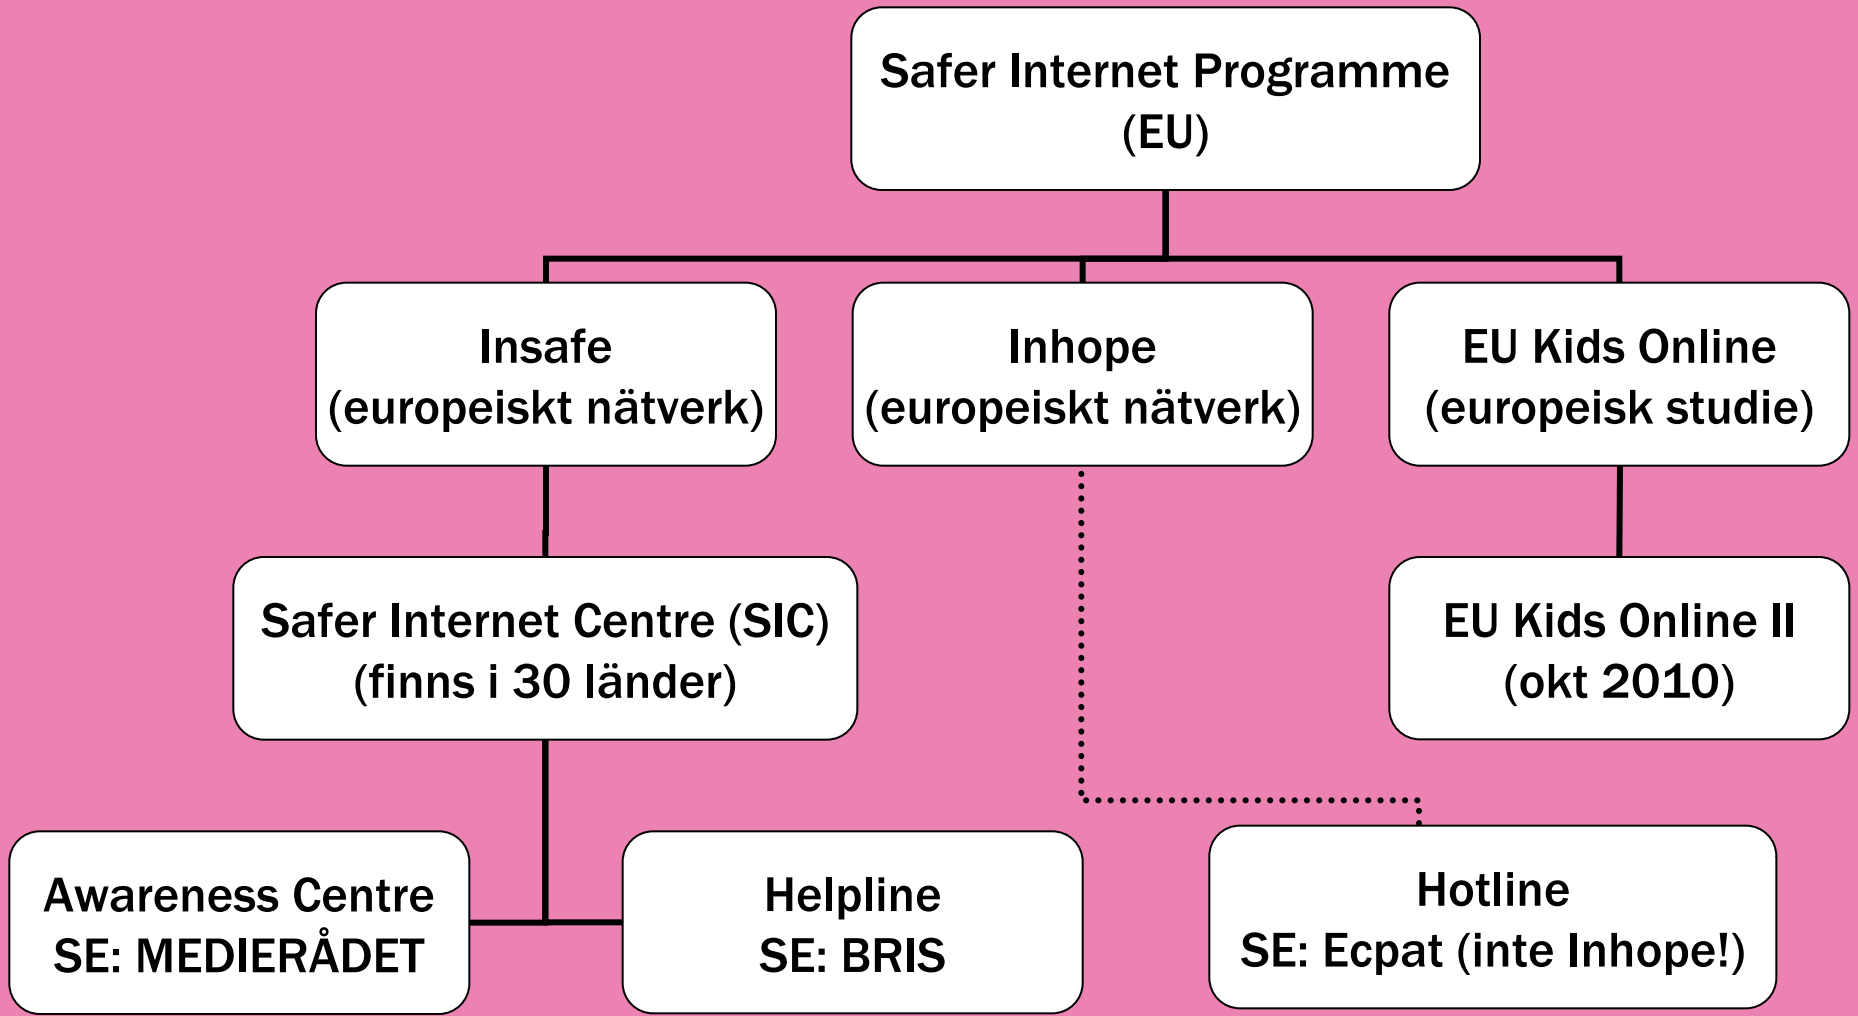 Safer Internet Programme
(EU)
Insafe
(europeiskt nätverk)
Inhope
(europeiskt nätverk)
EU Kids Online
(europeisk studie)
Safer Internet Centre (SIC)
(finns i 30 länder)
EU Kids Online II
(okt 2010)
Awareness Centre
SE: MEDIERÅDET
Helpline
SE: BRIS
Hotline
SE: Ecpat (inte Inhope!)